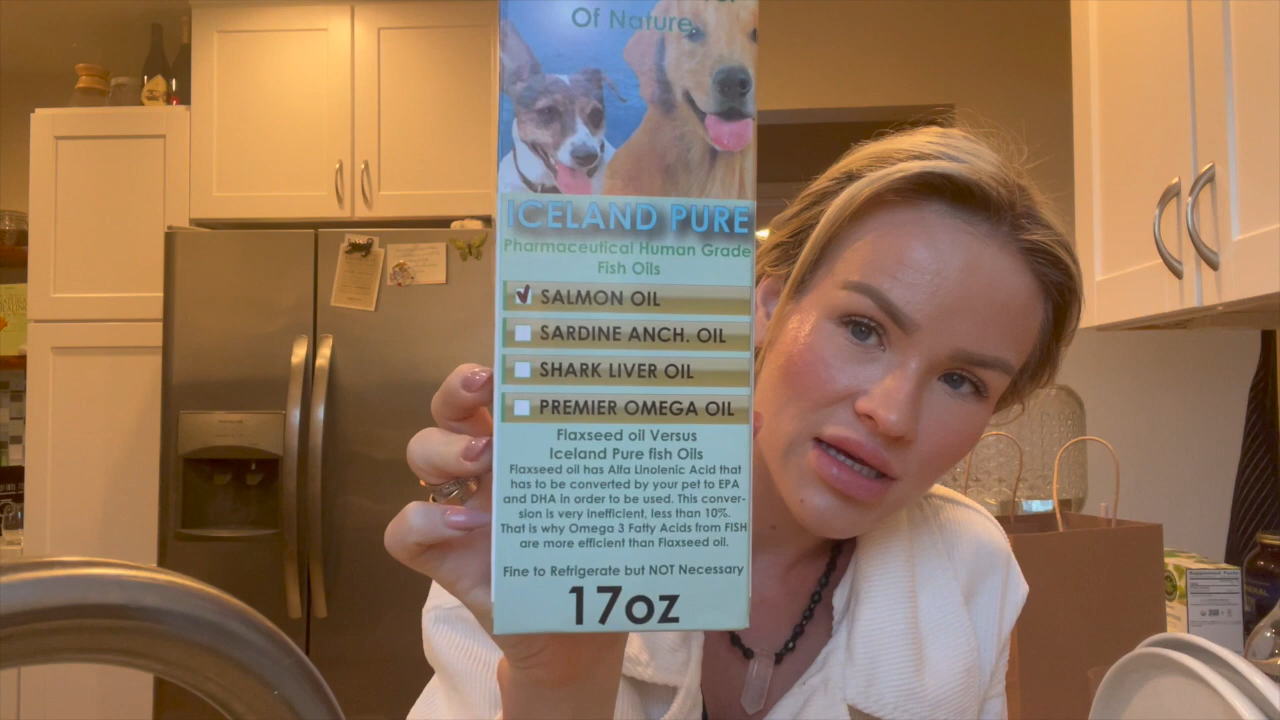 Of Nature
ICELAND PURE
Pharmaceutical Human Grade
Fish Oils
SALMON OIL
SARDINE ANCH. OIL
SHARK LIVER OIL
PREMIER OMEGA OIL
Flaxseed oil Versus
Iceland Pure fish Oils
Flaxseed oil has Alfa Linolenic Acid that
has to be converted by your pet to EPA
and DHA in order to be used. This conver-
sion is very inefficient, less than 10%.
That is why Omega 3 Fatty Acids from FISH
are more efficient than Flaxseed oil.
Fine to Refrigerate but NOT Necessary
17oz